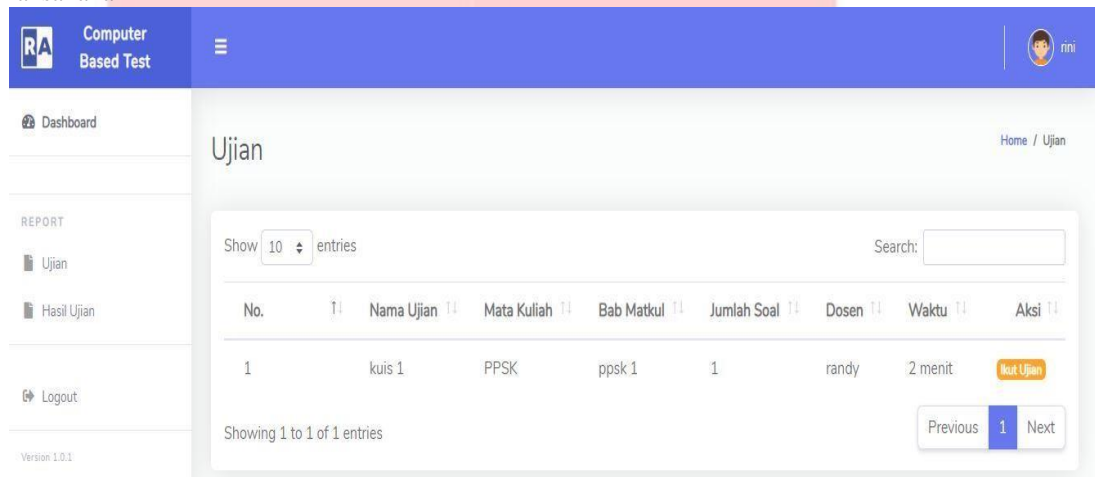 RA Computer
Based Test
rini
Dashboard
Ujian
Home / Ujian
REPORT
Ujian
Hasil Ujian
Logout
Version 1.0.1
Show 10 entries
Search:
No. Nama Ujian Mata Kuliah Bab Matkul Jumlah Soal Dosen Waktu Aksi
1 kuis 1 PPSK ppsk 1 1 randy 2 menit Ikut Ujian
Showing 1 to 1 of 1 entries
Previous 1 Next